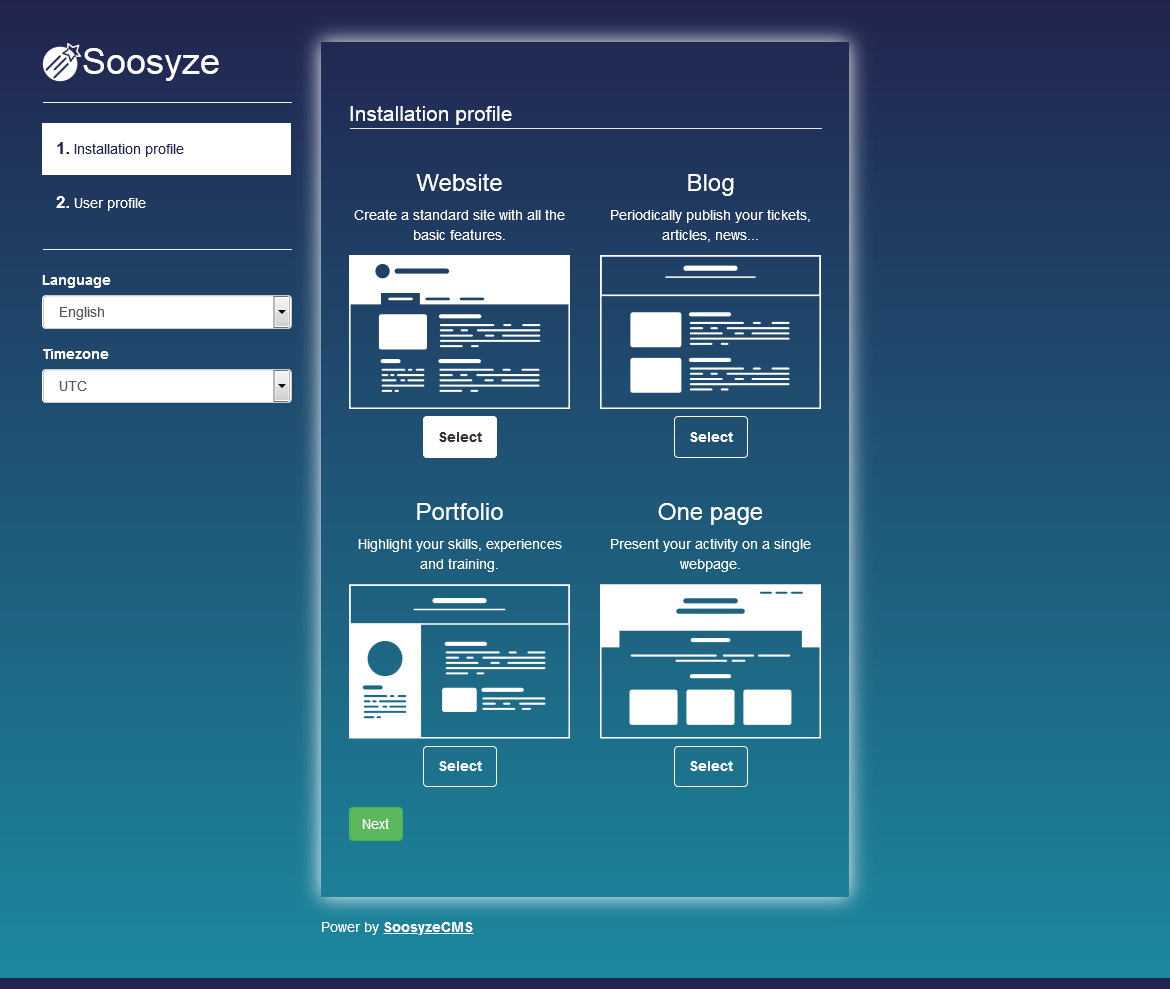 Soosyze
1. Installation profile
2. User profile
Language
English
Timezone
UTC
Installation profile
Website
Create a standard site with all the
basic features.
Select
Blog
Periodically publish your tickets,
articles, news...
Select
Portfolio
Highlight your skills, experiences
and training.
Select
One page
Present your activity on a single
webpage.
Select
Next
Power by SoosyzeCMS